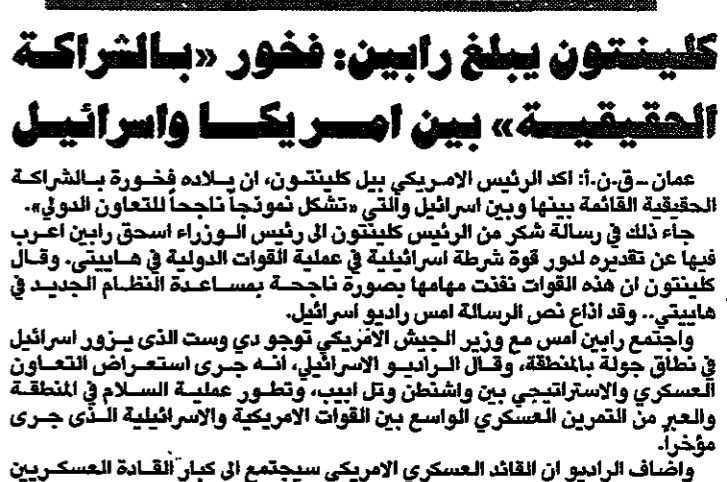 كلينتون يبلغ رابين: فخور «بالشراكة
الحقيقية» بين امريكا واسرائيل
عمان ـ ق.ن.أ: اكد الرئيس الامريكي بيل كلينتون، ان بلاده فخورة بالشراكة
الحقيقية القائمة بينها وبين اسرائيل والتي «تشكل نموذجاً ناجحاً للتعاون الدولي».
جاء ذلك في رسالة شكر من الرئيس كلينتون الى رئيس الوزراء اسحق رابين اعرب
فيها عن تقديره لدور قوة شرطة اسرائيلية في عملية القوات الدولية في هاييتي. وقال
كلينتون ان هذه القوات نفذت مهامها بصورة ناجحة بمساعدة النظام الجديد في
هاييتي.. وقد اذاع نص الرسالة امس راديو اسرائيل.
واجتمع رابين امس مع وزير الجيش الامريكي توجو دي وست الذي يزور اسرائيل
في نطاق جولة بالمنطقة، وقال الراديو الاسرائيلي، انه جرى استعراض التعاون
العسكري والاستراتيجي بين واشنطن وتل ابيب، وتطور عملية السلام في المنطقة
والعبر من التمرين العسكري الواسع بين القوات الامريكية والاسرائيلية الذي جرى
مؤخراً.
واضاف الراديو ان القائد العسكري الامريكي سيجتمع الى كبار القادة العسكريين